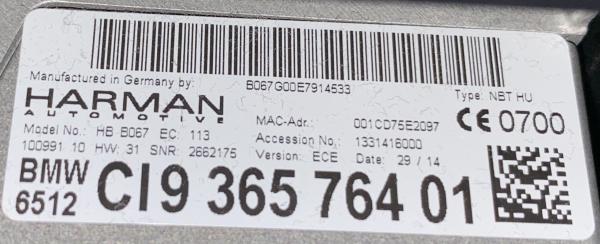 B067G00E7914533
Manufactured in Germany by: Type: NBT HU
HARMAN
AUTOMOTIVE
MAC-Adr.: 001CD75E2097 CE 0700
Model No.: HB B067 EC: 113 Accession No.: 1331416000
100991 10 HW: 31 SNR: 2662175 Version: ECE Date: 29 / 14
BMW
6512 CI9 365 764 01